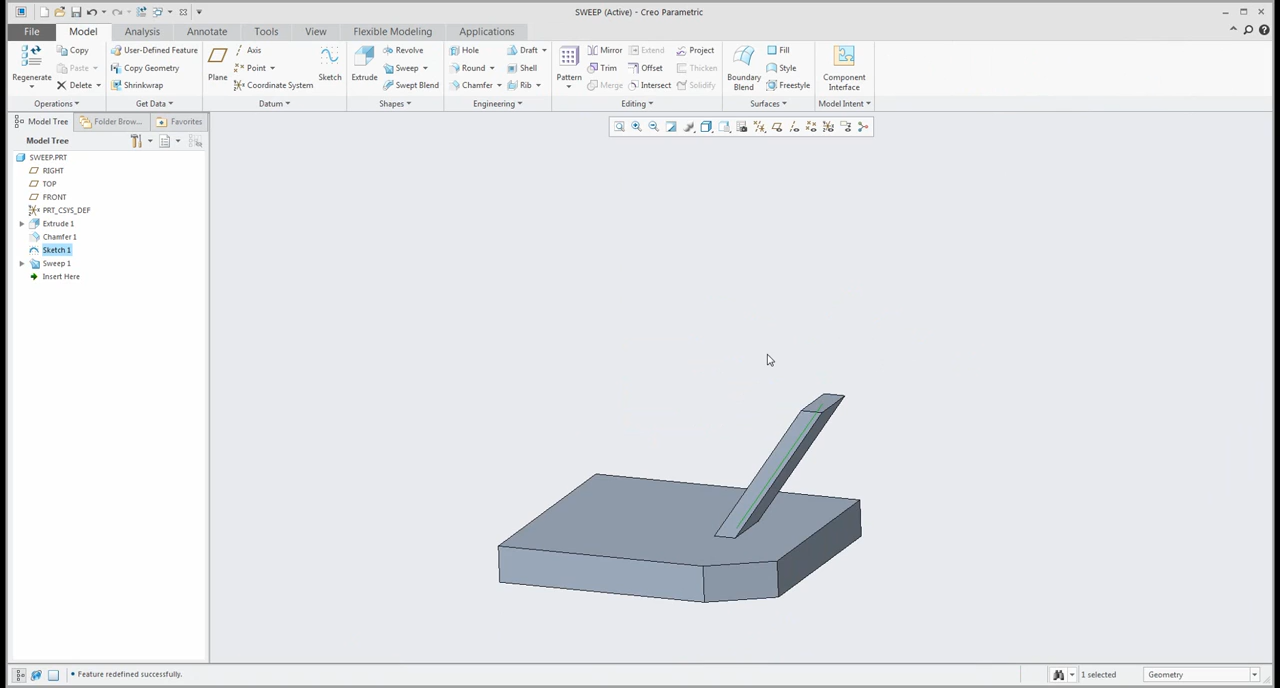 SWEEP (Active) - Creo Parametric
File Model Analysis Annotate Tools View Flexible Modeling Applications
Regenerate
Copy
Paste
Delete
Operations
User-Defined Feature
Copy Geometry
Shrinkwrap
Get Data
Plane
Axis
Point
Coordinate System
Sketch
Datum
Extrude
Revolve
Sweep
Swept Blend
Shapes
Hole
Round
Chamfer
Draft
Shell
Rib
Engineering
Pattern
Mirror
Trim
Merge
Extend
Offset
Intersect
Project
Thicken
Solidify
Editing
Boundary
Blend
Fill
Style
Freestyle
Surfaces
Component
Interface
Model Intent
Model Tree
Folder Brow...
Favorites
Model Tree
SWEEP.PRT
RIGHT
TOP
FRONT
PRT_CSYS_DEF
Extrude 1
Chamfer 1
Sketch 1
Sweep 1
Insert Here
• Feature redefined successfully.
1 selected
Geometry